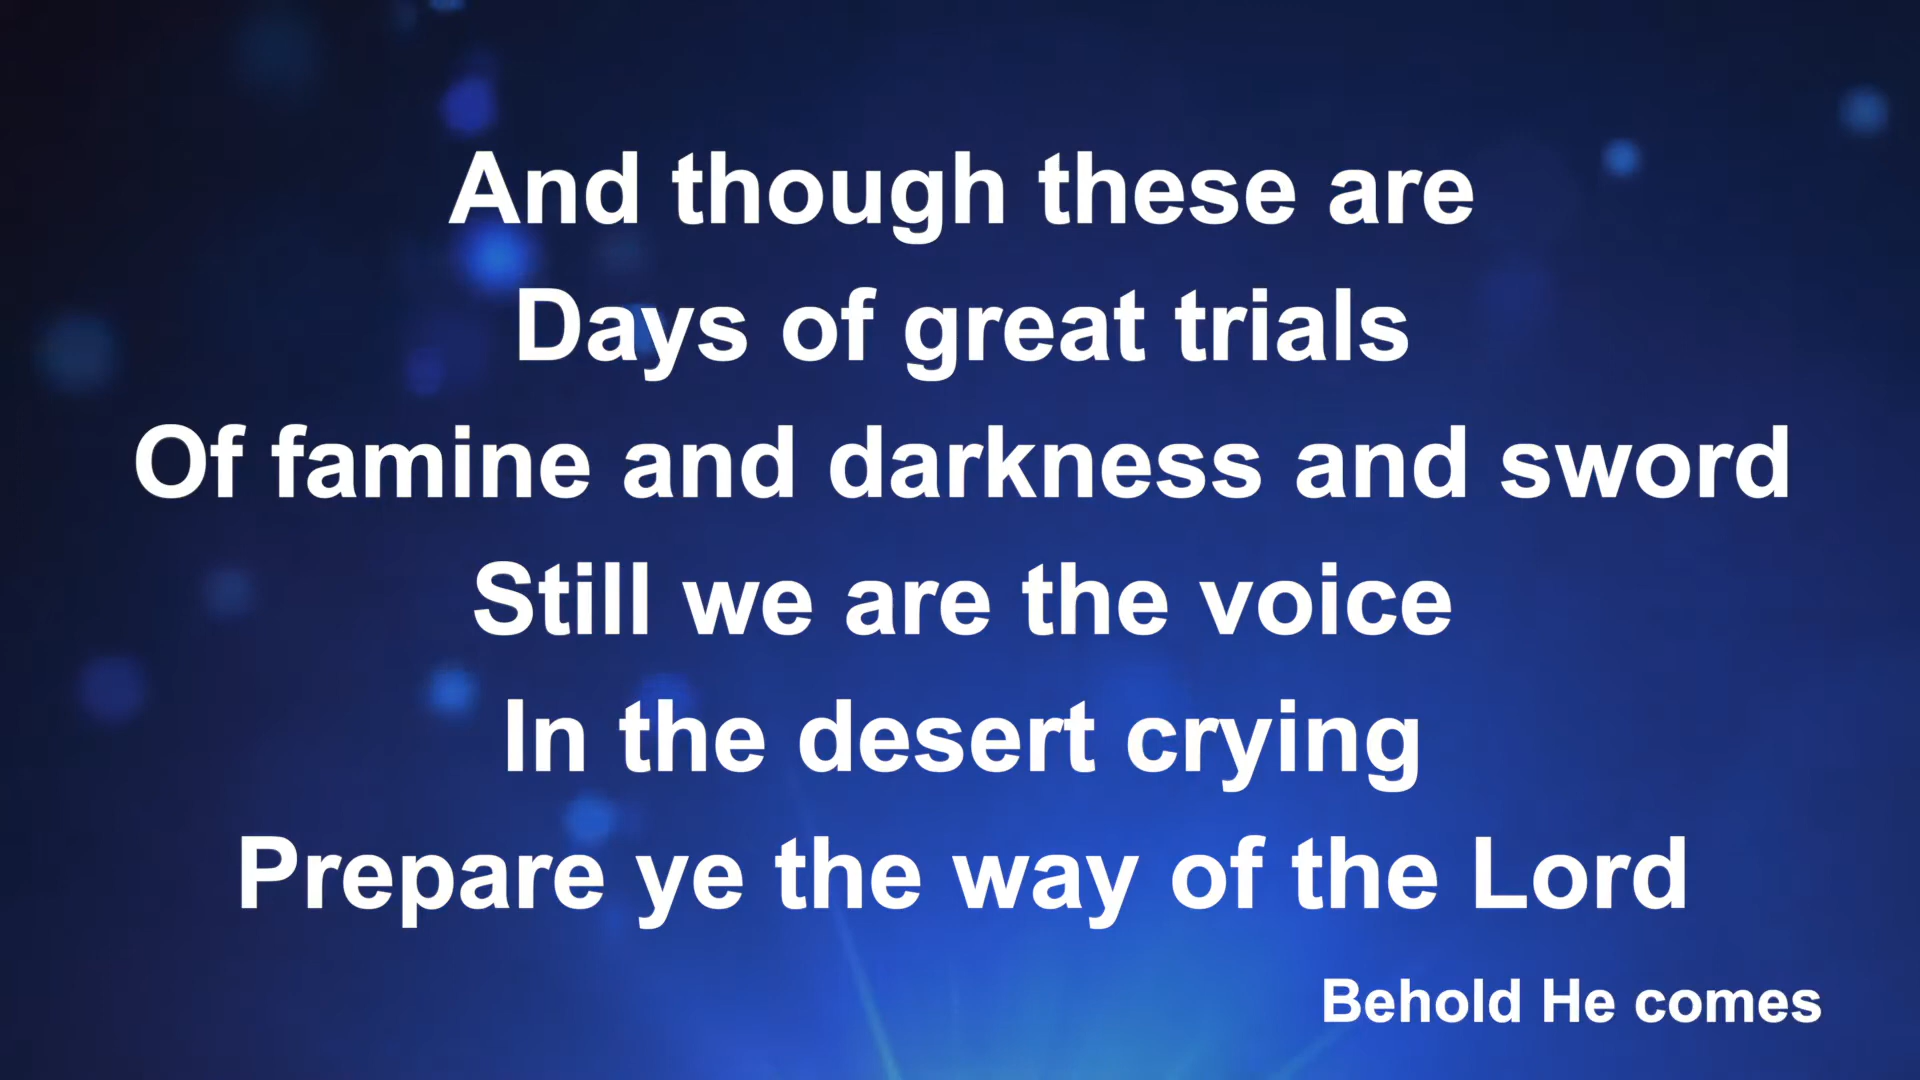 And though these are
Days of great trials
Of famine and darkness and sword
Still we are the voice
In the desert crying
Prepare ye the way of the Lord
Behold He comes